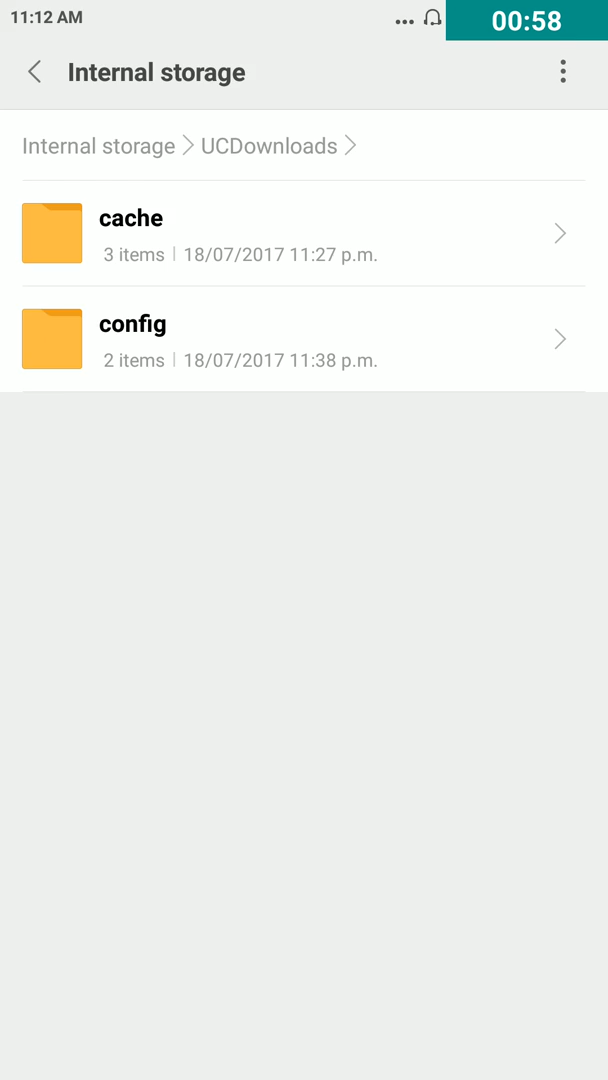 11:12 AM
00:58
Internal storage
Internal storage UCDownloads
cache
3 items 18/07/2017 11:27 p.m.
config
2 items 18/07/2017 11:38 p.m.